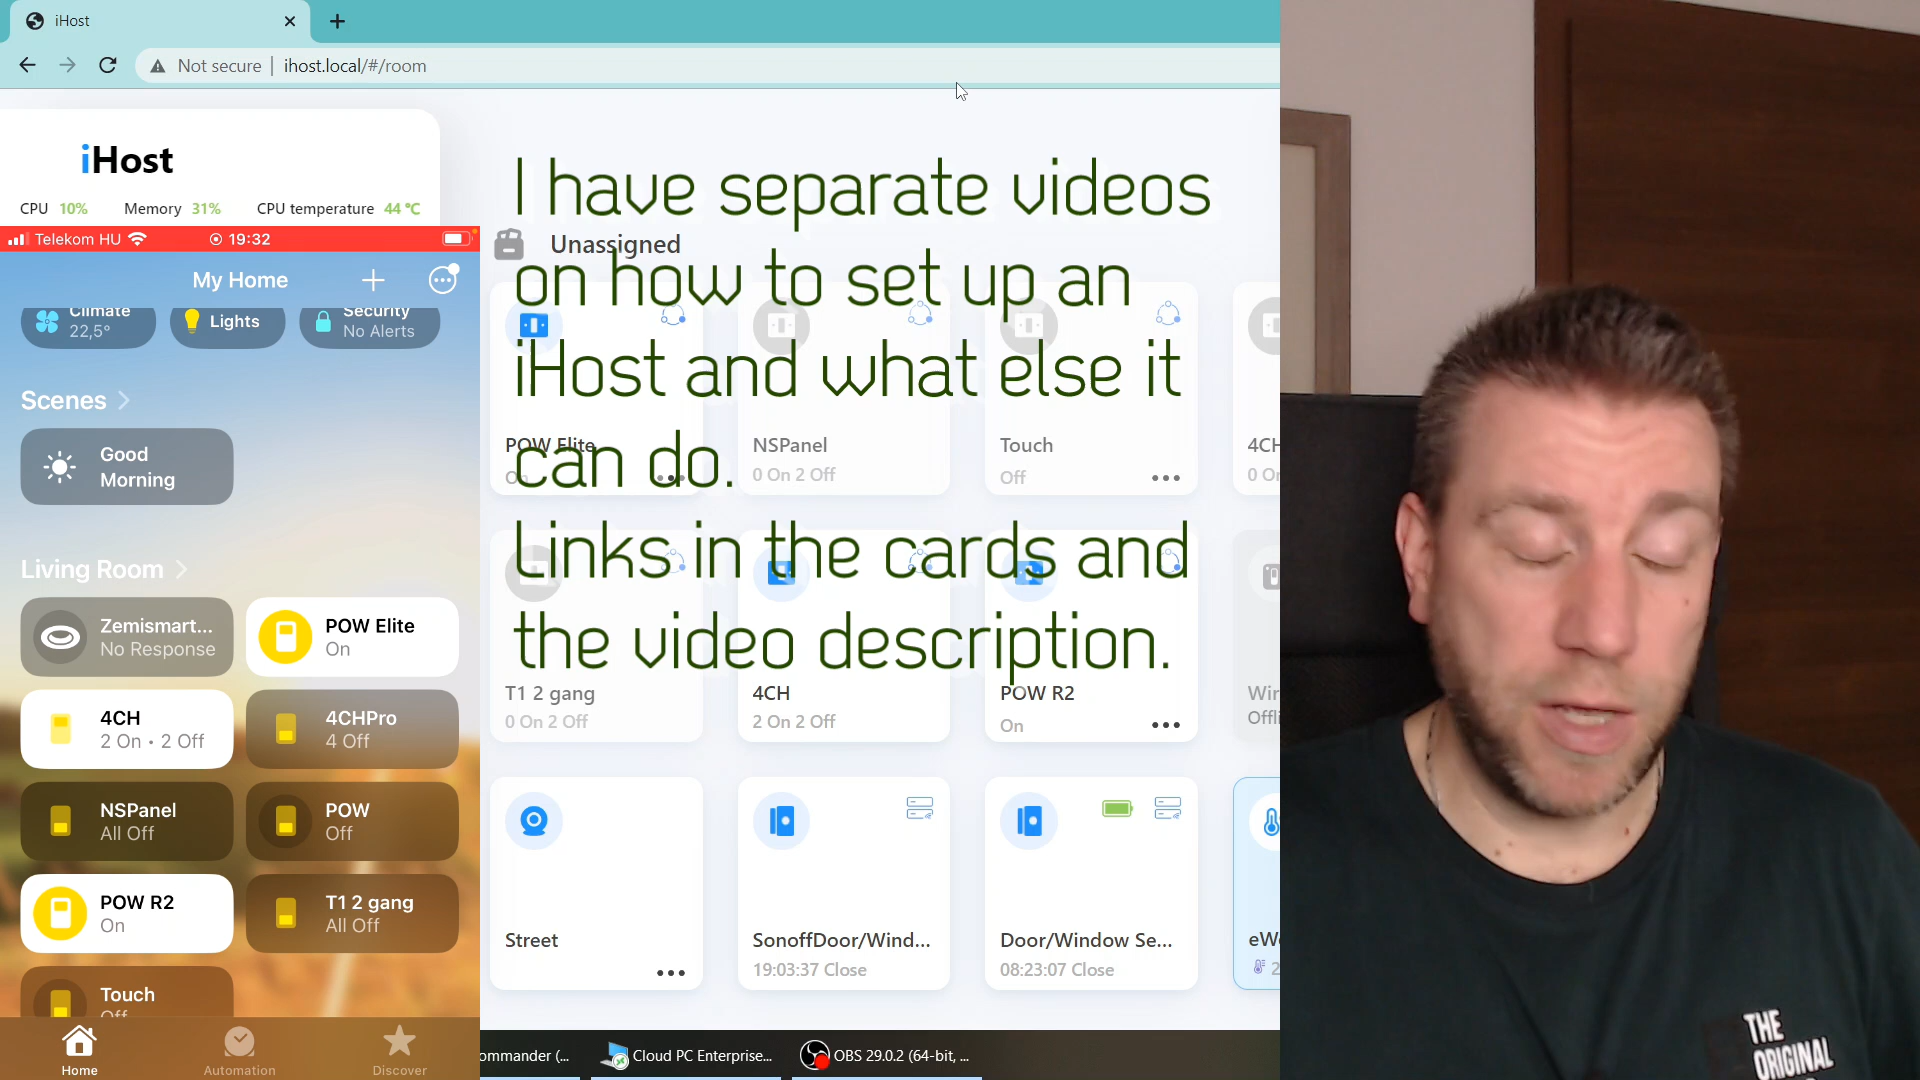 iHost
Not secure
ihost.local/#/room
iHost
CPU 10% Memory 31% CPU temperature 44 ℃
Telekom HU
19:32
My Home
Climate
22,5°
Lights
Security
No Alerts
Scenes
Good
Morning
Living Room
Zemismart...
No Response
POW Elite
On
4CH
2 On • 2 Off
4CHPro
4 Off
NSPanel
All Off
POW
Off
POW R2
On
T1 2 gang
All Off
Touch
Off
Home
Automation
Discover
I have separate videos
on how to set up an
iHost and what else it
can do.
Links in the cards and
the video description.
Unassigned
POW Elite
On
NSPanel
0 On 2 Off
Touch
Off
4CH
0 On
T1 2 gang
0 On 2 Off
4CH
2 On 2 Off
POW R2
On
Street
SonoffDoor/Wind...
19:03:37 Close
Door/Window Se...
08:23:07 Close
ommander (...
Cloud PC Enterprise...
OBS 29.0.2 (64-bit, ...
THE
ORIGINAL